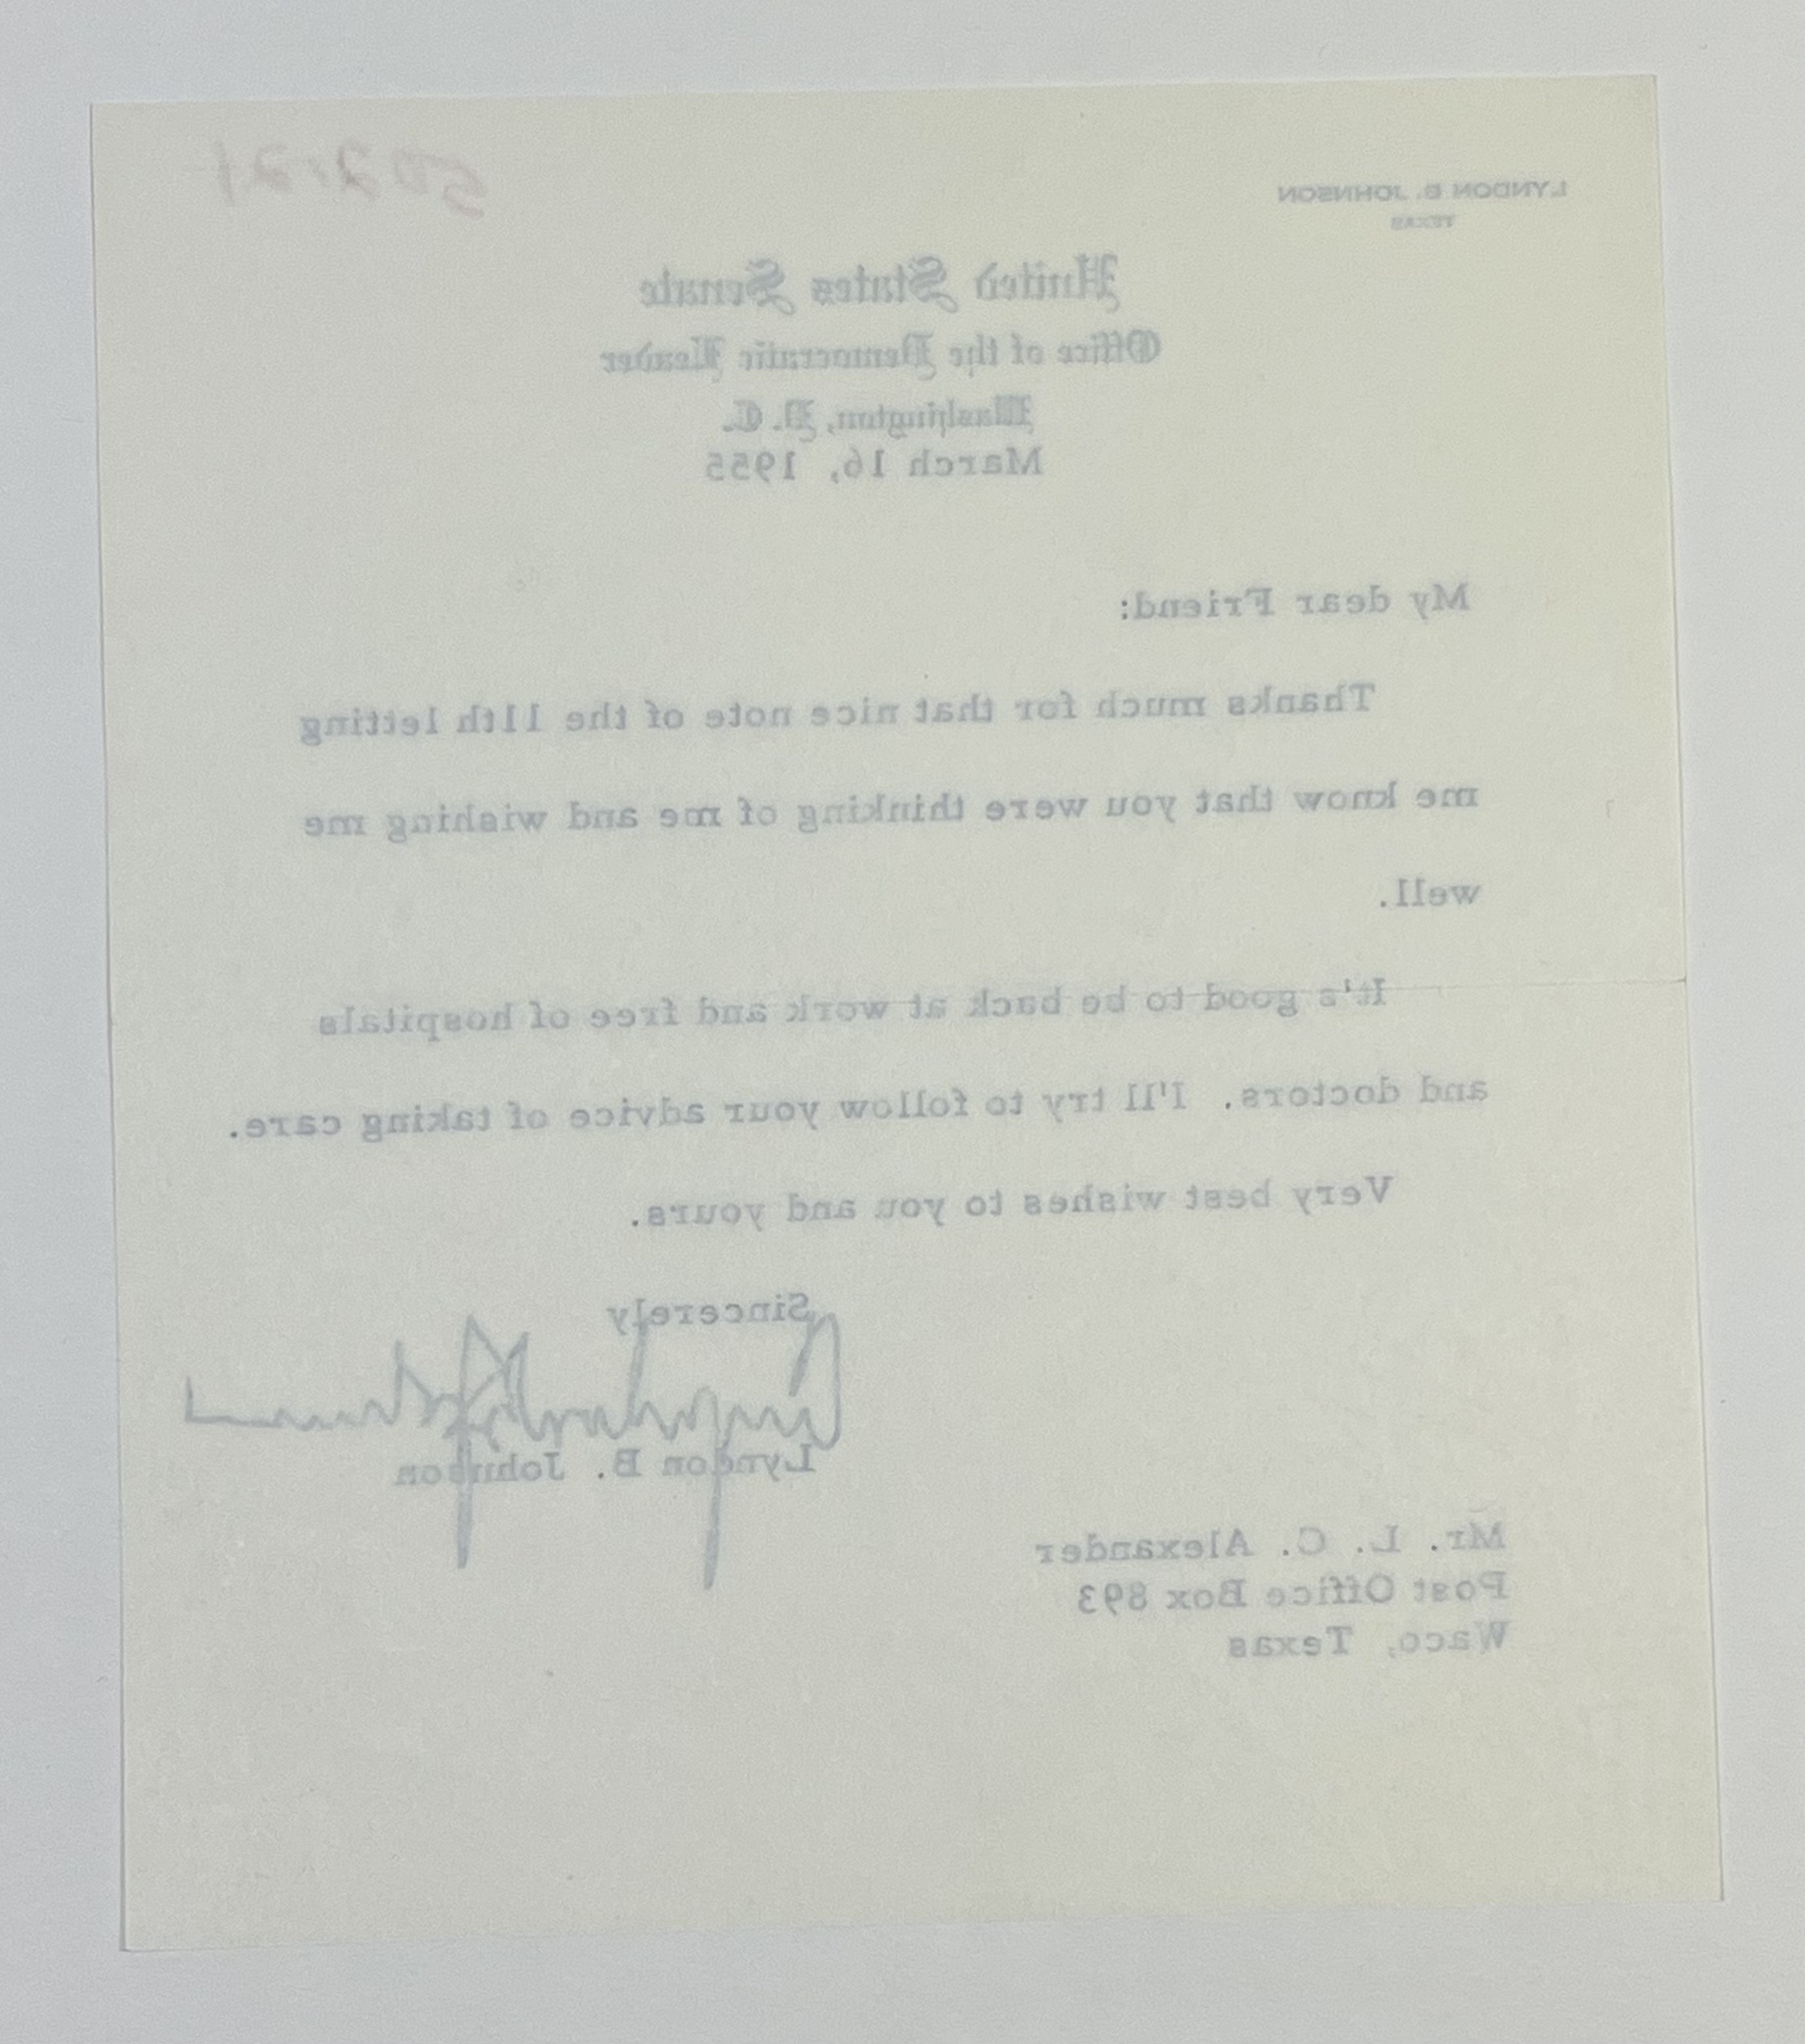 LYNDON B. JOHNSON
TEXAS
United States Senate
Office of the Democratic Leader
Washington, D. C.
March 16, 1955
My dear Friend:
Thanks much for that nice note of the 11th letting
me know that you were thinking of me and wishing me
well.
It's good to be back at work and free of hospitals
and doctors.  I'll try to follow your advice of taking care.
Very best wishes to you and yours.
Sincerely
Lyndon B. Johnson
Mr. L. C. Alexander
Post Office Box 893
Waco, Texas